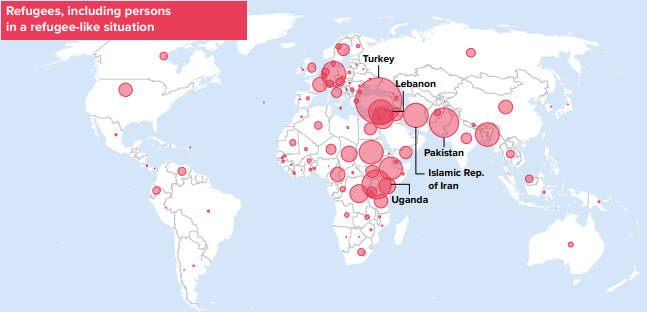 Refugees, including persons
in a refugee-like situation
Turkey
Lebanon
Pakistan
Islamic Rep.
of Iran
Uganda